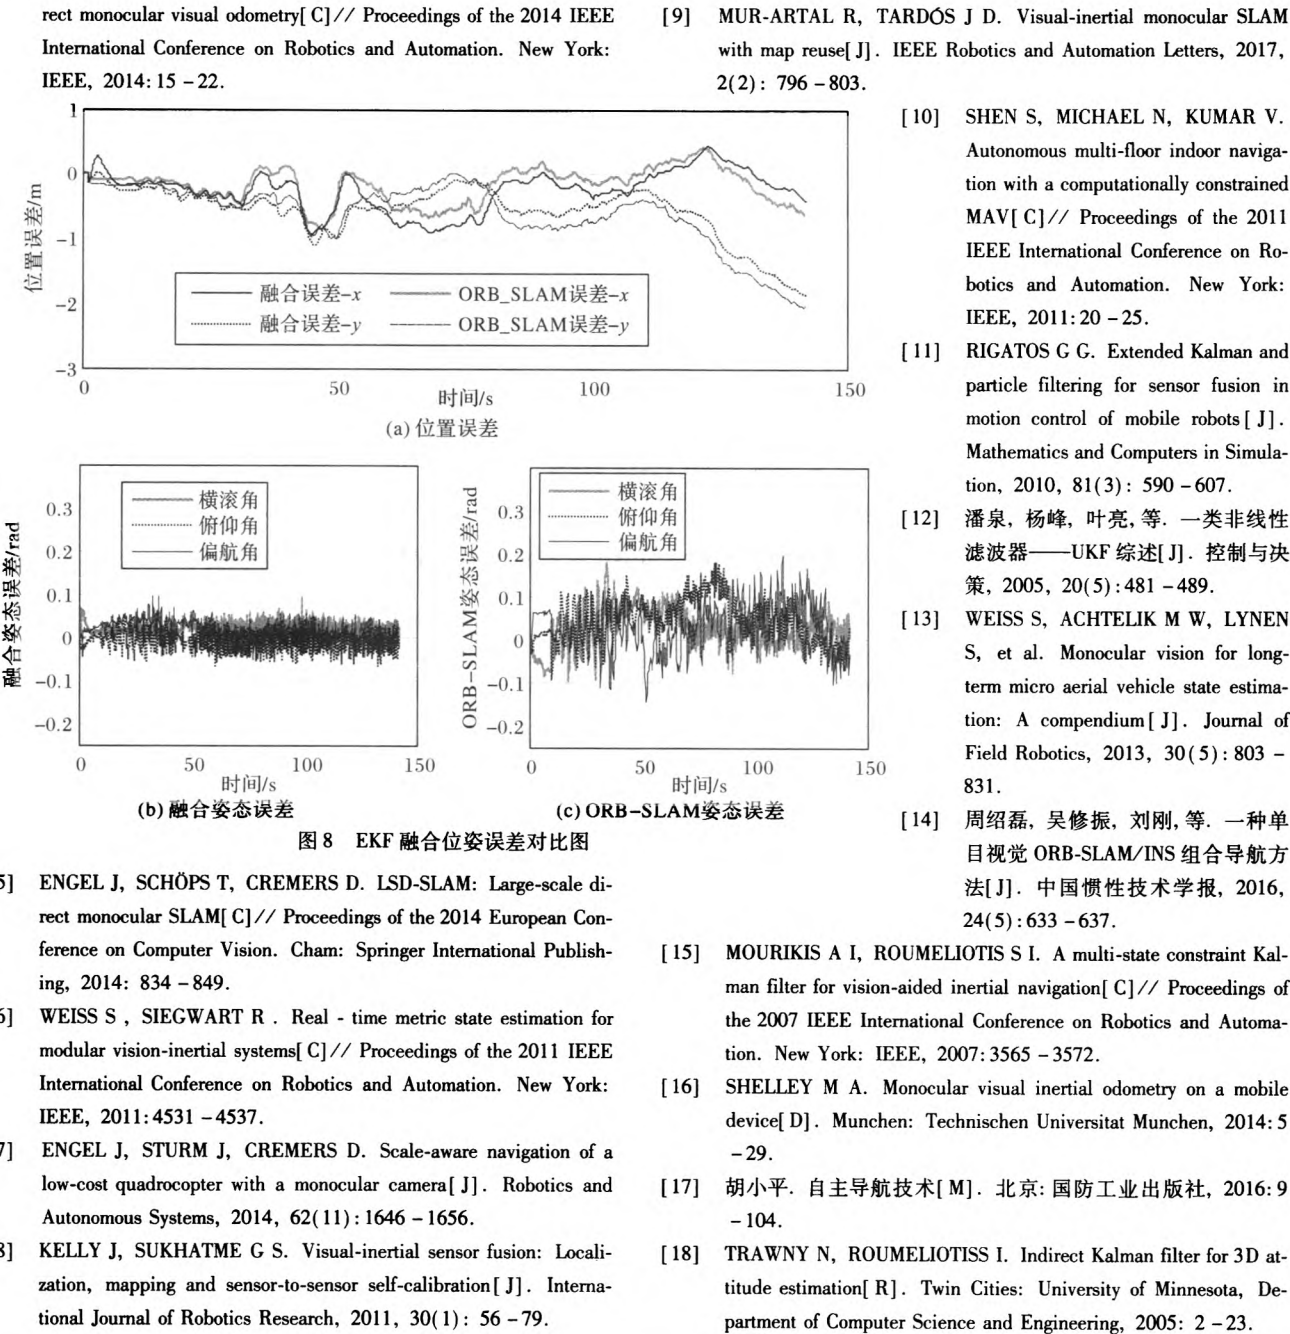 rect monocular visual odometry[ C]// Proceedings of the 2014 IEEE
International Conference on Robotics and Automation. New York:
IEEE, 2014: 15 – 22.
1
0
–1
–2
–3
位置误差/m
融合误差–x
ORB_SLAM误差–x
融合误差–y
ORB_SLAM误差–y
0
50
100
150
时间/s
(a) 位置误差
0.3
0.2
0.1
0
–0.1
–0.2
融合姿态误差/rad
横滚角
俯仰角
偏航角
0
50
100
150
时间/s
(b) 融合姿态误差
0.3
0.2
0.1
0
–0.1
–0.2
ORB–SLAM姿态误差/rad
横滚角
俯仰角
偏航角
0
50
100
150
时间/s
(c) ORB–SLAM姿态误差
图 8 EKF 融合位姿误差对比图
5] ENGEL J, SCHÖPS T, CREMERS D. LSD-SLAM: Large-scale di-
rect monocular SLAM[ C]// Proceedings of the 2014 European Con-
ference on Computer Vision. Cham: Springer International Publish-
ing, 2014: 834 – 849.
6] WEISS S , SIEGWART R . Real - time metric state estimation for
modular vision-inertial systems[ C]// Proceedings of the 2011 IEEE
International Conference on Robotics and Automation. New York:
IEEE, 2011: 4531 – 4537.
7] ENGEL J, STURM J, CREMERS D. Scale-aware navigation of a
low-cost quadrocopter with a monocular camera[ J]. Robotics and
Autonomous Systems, 2014, 62( 11) : 1646 – 1656.
8] KELLY J, SUKHATME G S. Visual-inertial sensor fusion: Locali-
zation, mapping and sensor-to-sensor self-calibration[ J]. Interna-
tional Journal of Robotics Research, 2011, 30( 1) : 56 – 79.
[ 9] MUR-ARTAL R, TARDÓS J D. Visual-inertial monocular SLAM
with map reuse[ J]. IEEE Robotics and Automation Letters, 2017,
2( 2) : 796 – 803.
[ 10] SHEN S, MICHAEL N, KUMAR V.
Autonomous multi-floor indoor naviga-
tion with a computationally constrained
MAV[ C]// Proceedings of the 2011
IEEE International Conference on Ro-
botics and Automation. New York:
IEEE, 2011: 20 – 25.
[ 11] RIGATOS G G. Extended Kalman and
particle filtering for sensor fusion in
motion control of mobile robots[ J].
Mathematics and Computers in Simula-
tion, 2010, 81( 3) : 590 – 607.
[ 12] 潘泉, 杨峰, 叶亮, 等. 一类非线性
滤波器——UKF 综述[ J]. 控制与决
策, 2005, 20( 5) : 481 – 489.
[ 13] WEISS S, ACHTELIK M W, LYNEN
S, et al. Monocular vision for long-
term micro aerial vehicle state estima-
tion: A compendium[ J]. Journal of
Field Robotics, 2013, 30( 5) : 803 –
831.
[ 14] 周绍磊, 吴修振, 刘刚, 等. 一种单
目视觉 ORB-SLAM/INS 组合导航方
法[ J]. 中国惯性技术学报, 2016,
24( 5) : 633 – 637.
[ 15] MOURIKIS A I, ROUMELIOTIS S I. A multi-state constraint Kal-
man filter for vision-aided inertial navigation[ C]// Proceedings of
the 2007 IEEE International Conference on Robotics and Automa-
tion. New York: IEEE, 2007: 3565 – 3572.
[ 16] SHELLEY M A. Monocular visual inertial odometry on a mobile
device[ D]. Munchen: Technischen Universitat Munchen, 2014: 5
– 29.
[ 17] 胡小平. 自主导航技术[ M]. 北京: 国防工业出版社, 2016: 9
– 104.
[ 18] TRAWNY N, ROUMELIOTISS I. Indirect Kalman filter for 3D at-
titude estimation[ R]. Twin Cities: University of Minnesota, De-
partment of Computer Science and Engineering, 2005: 2 – 23.